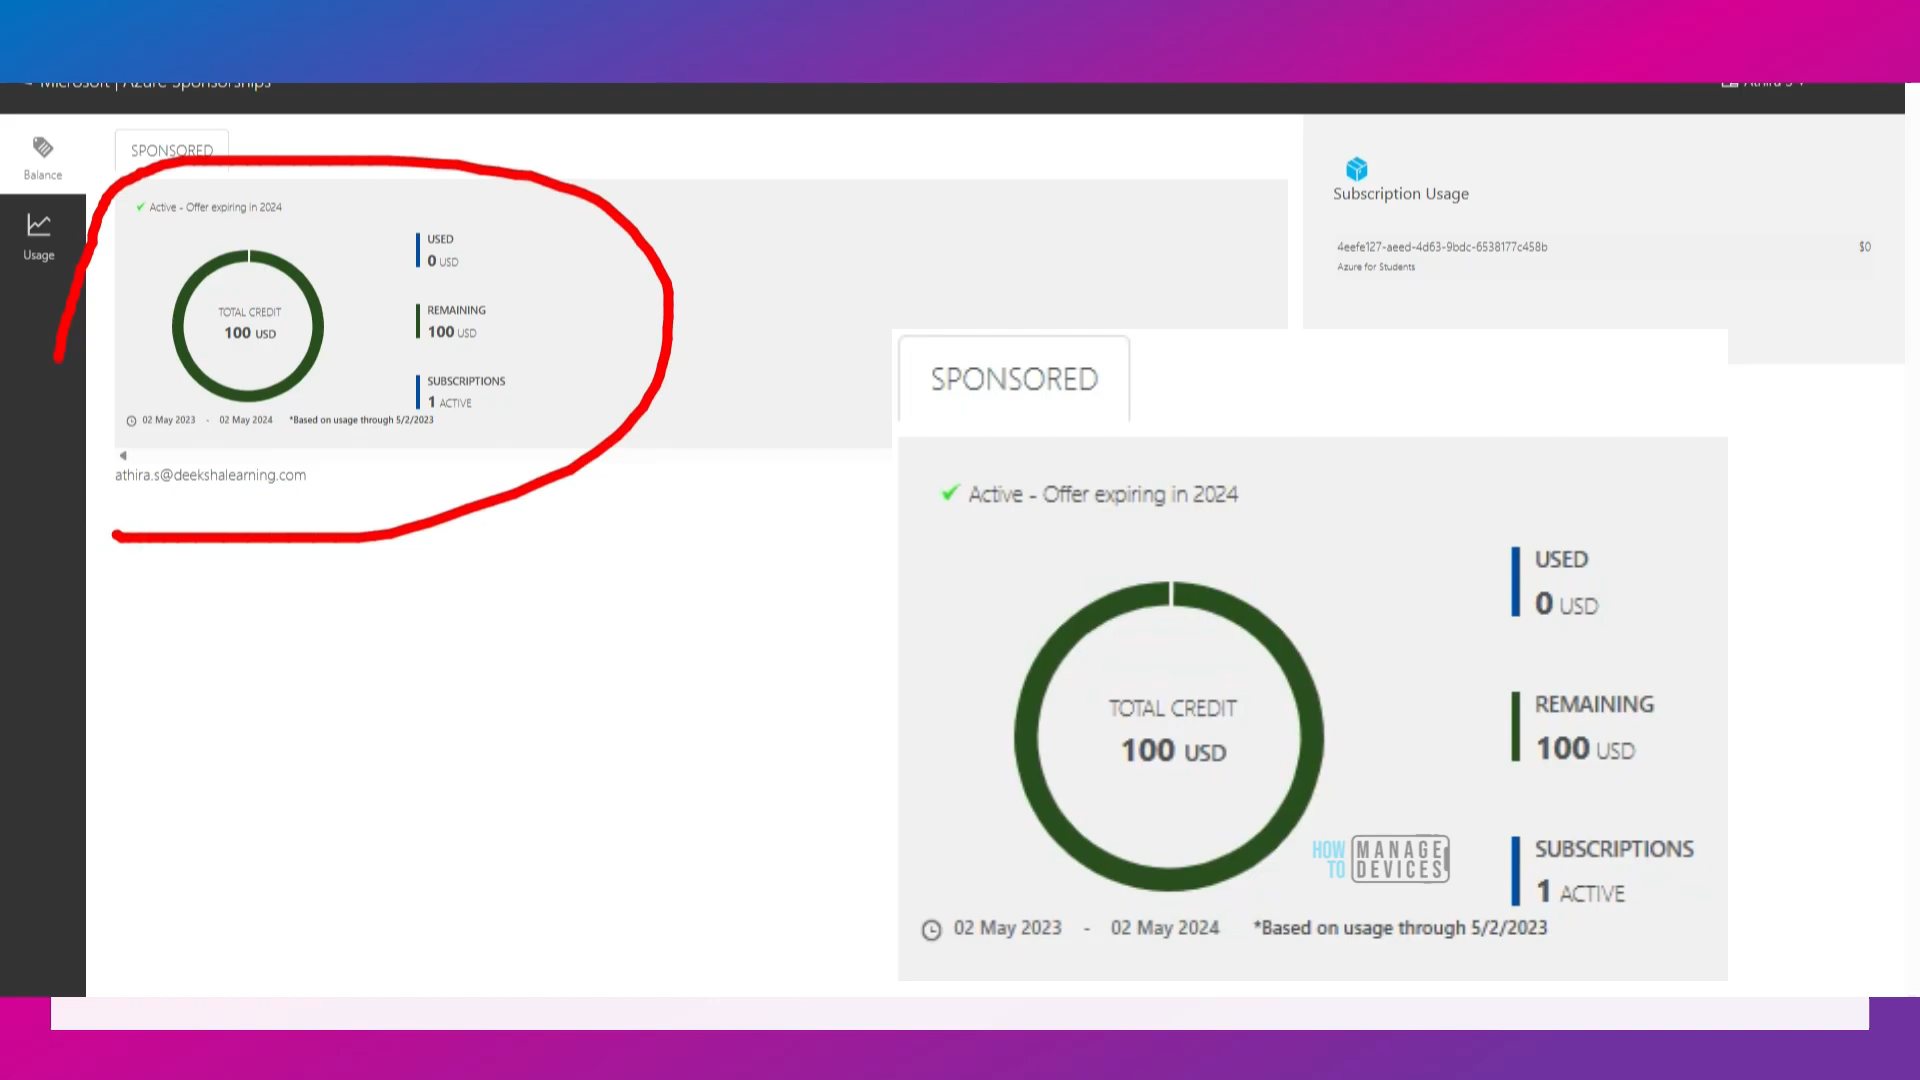 Microsoft | Azure Sponsorships
Athira S
Balance
Usage
SPONSORED
Active - Offer expiring in 2024
TOTAL CREDIT
100 USD
USED
0 USD
REMAINING
100 USD
SUBSCRIPTIONS
1 ACTIVE
02 May 2023 - 02 May 2024 *Based on usage through 5/2/2023
athira.s@deekshalearning.com
Subscription Usage
4eefe127-aeed-4d63-9bdc-6538177c458b $0
Azure for Students
SPONSORED
Active - Offer expiring in 2024
TOTAL CREDIT
100 USD
USED
0 USD
REMAINING
100 USD
SUBSCRIPTIONS
1 ACTIVE
HOW TO MANAGE DEVICES
02 May 2023 - 02 May 2024 *Based on usage through 5/2/2023